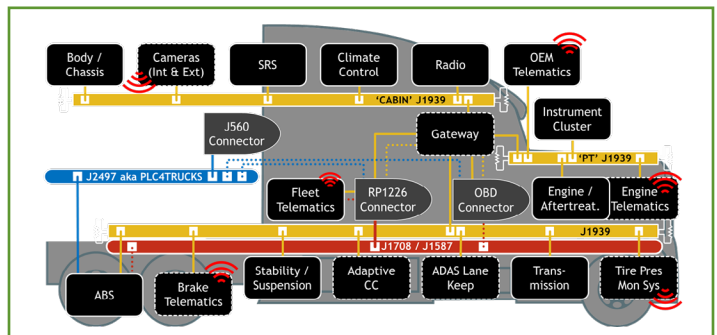 Body /
Chassis
Cameras
(Int & Ext)
SRS
Climate
Control
Radio
OEM
Telematics
'CABIN' J1939
Instrument
Cluster
J560
Connector
Gateway
'PT' J1939
J2497 aka PLC4TRUCKS
Fleet
Telematics
RP1226
Connector
OBD
Connector
Engine /
Aftertreat.
Engine
Telematics
J1939
J1708 / J1587
ABS
Brake
Telematics
Stability /
Suspension
Adaptive
CC
ADAS Lane
Keep
Trans-
mission
Tire Pres
Mon Sys